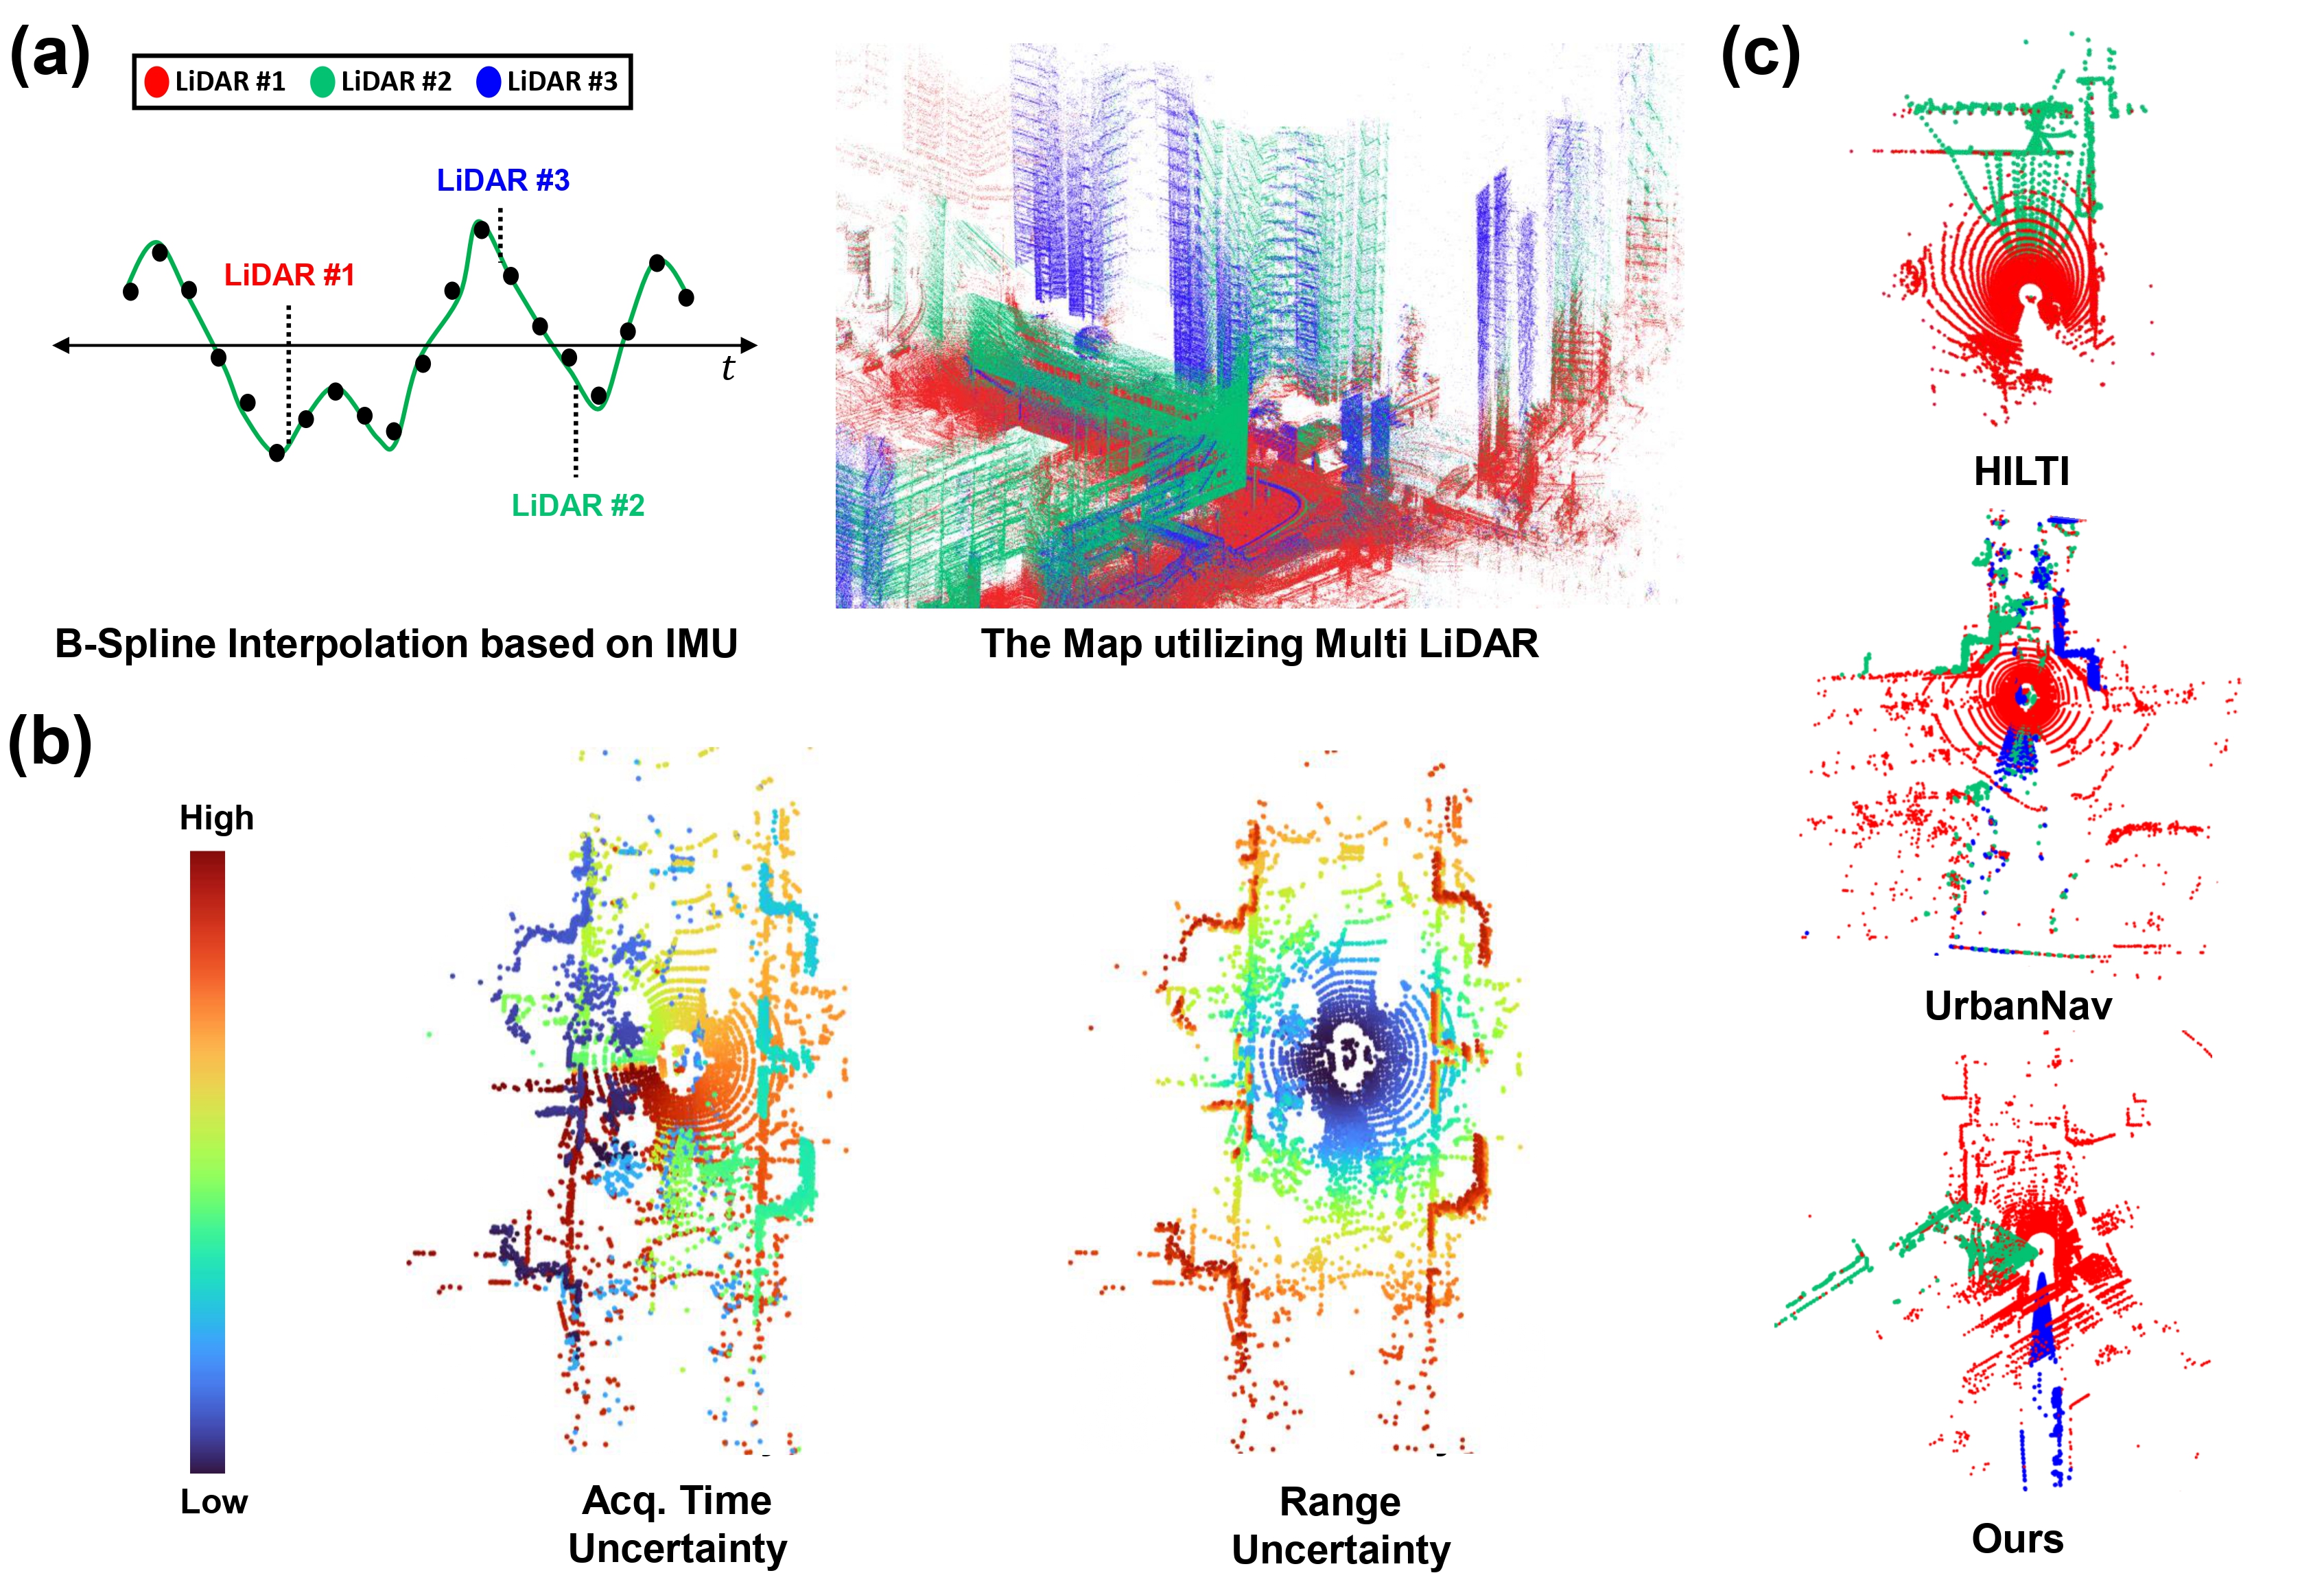 (a)
LiDAR #1 LiDAR #2 LiDAR #3
LiDAR #3
LiDAR #1
t
LiDAR #2
B-Spline Interpolation based on IMU
The Map utilizing Multi LiDAR
(b)
High
Low
Acq. Time
Uncertainty
Range
Uncertainty
(c)
HILTI
UrbanNav
Ours